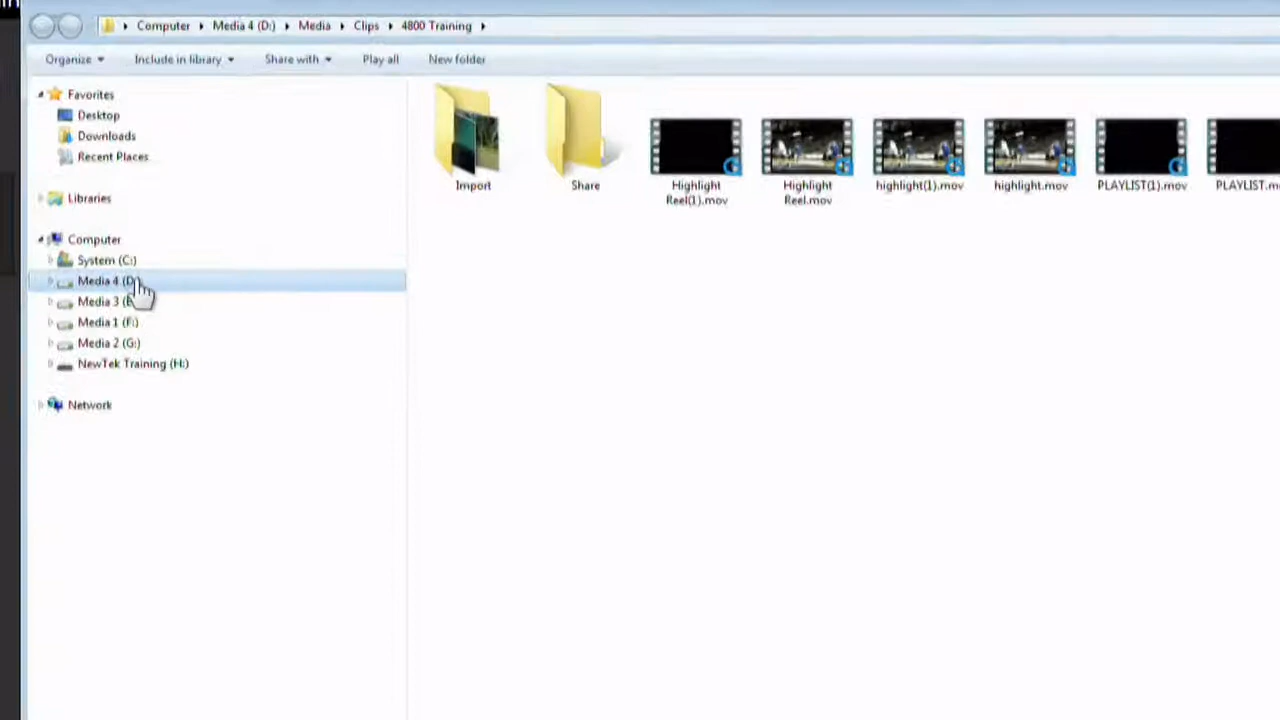 Computer Media 4 (D:) Media Clips 4800 Training
Organize Include in library Share with Play all New folder
Favorites
Desktop
Downloads
Recent Places
Libraries
Computer
System (C:)
Media 4 (D:
Media 3 (
Media 1 (F:)
Media 2 (G:)
NewTek Training (H:)
Network
Import
Share
Highlight
Reel(1).mov
Highlight
Reel.mov
highlight(1).mov
highlight.mov
PLAYLIST(1).mov
PLAYLIST.m